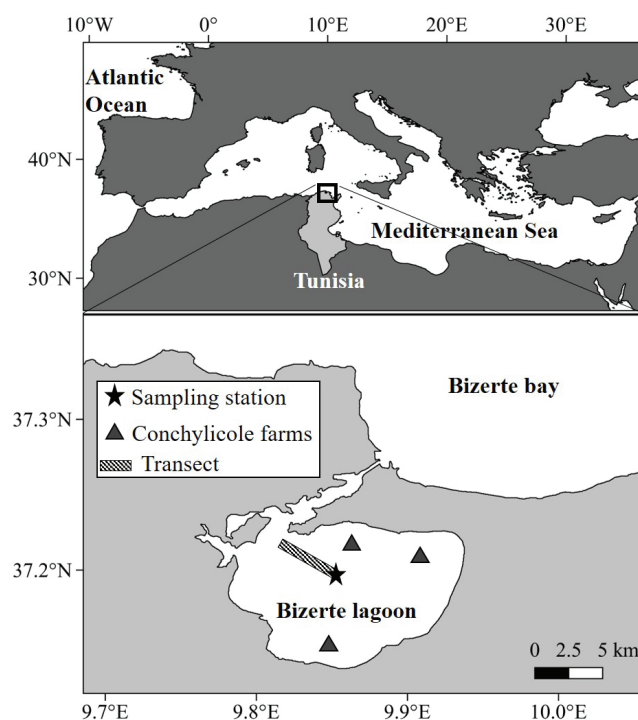 10°W 0° 10°E 20°E 30°E
Atlantic
Ocean
40°N
Mediterranean Sea
30°N
Tunisia
Bizerte bay
Sampling station
37.3°N
Conchylicole farms
Transect
37.2°N
Bizerte lagoon
0 2.5 5 km
9.7°E 9.8°E 9.9°E 10.0°E